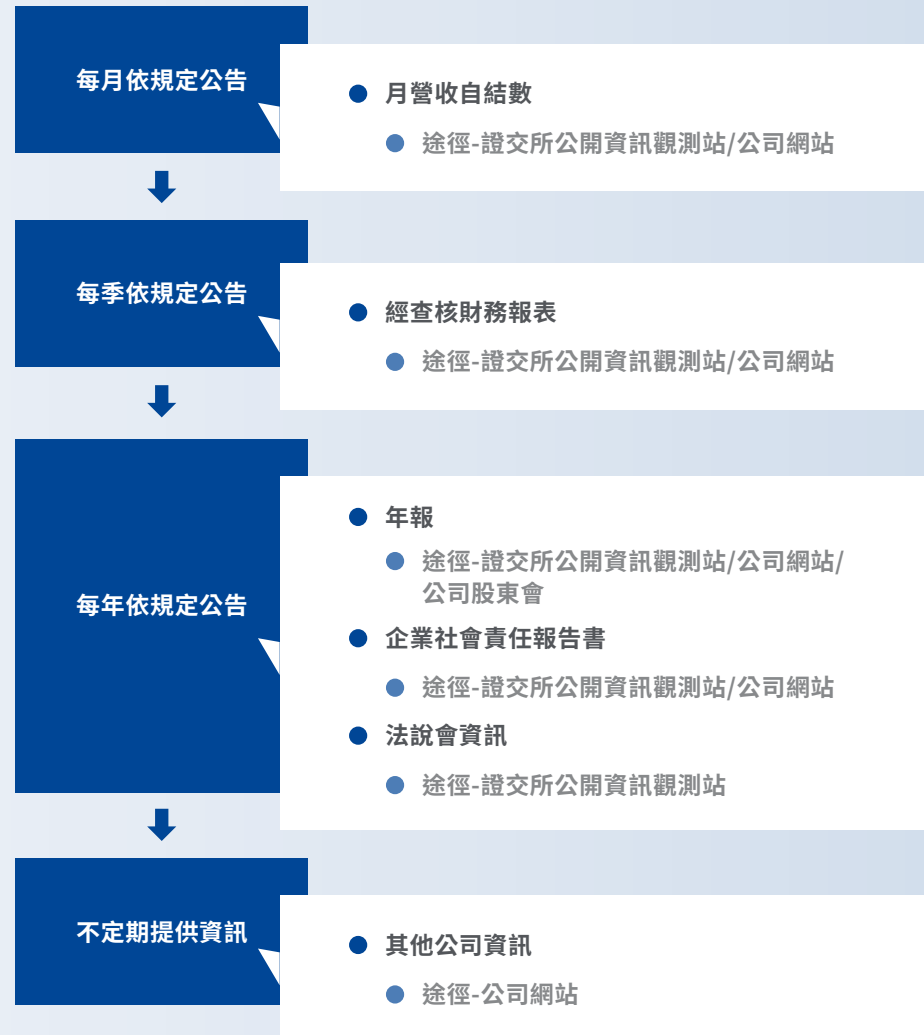 每月依規定公告
月營收自結數
途徑-證交所公開資訊觀測站/公司網站
每季依規定公告
經查核財務報表
途徑-證交所公開資訊觀測站/公司網站
每年依規定公告
年報
途徑-證交所公開資訊觀測站/公司網站/
公司股東會
企業社會責任報告書
途徑-證交所公開資訊觀測站/公司網站
法說會資訊
途徑-證交所公開資訊觀測站
不定期提供資訊
其他公司資訊
途徑-公司網站